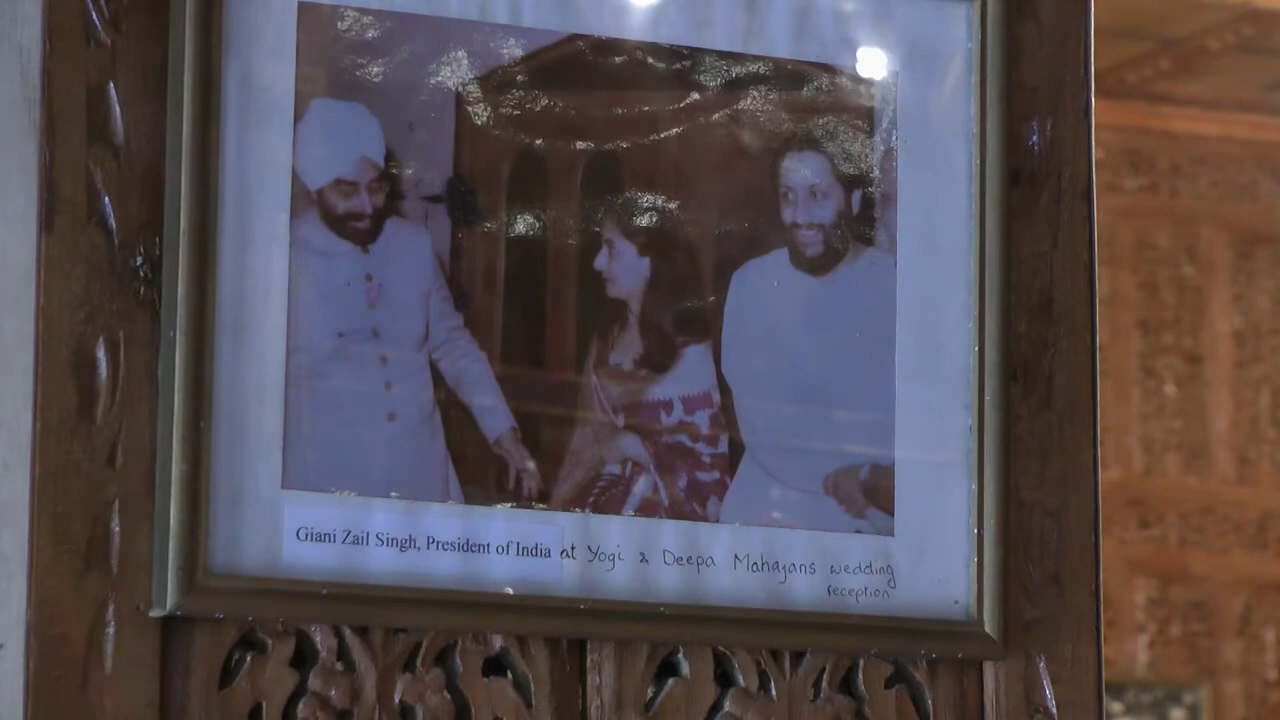 Giani Zail Singh, President of India at Yogi & Deepa Mahajans wedding
reception